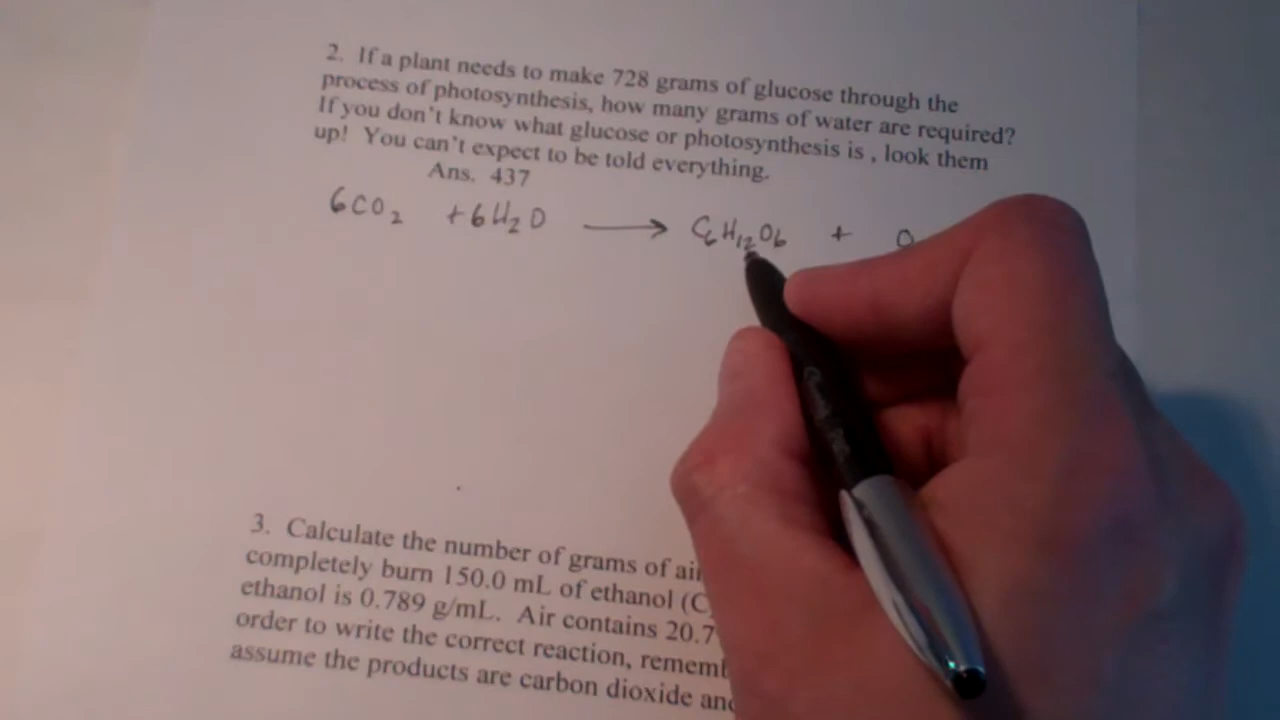 2. If a plant needs to make 728 grams of glucose through the
process of photosynthesis, how many grams of water are required?
If you don't know what glucose or photosynthesis is , look them
up! You can't expect to be told everything.
Ans. 437
6CO₂ + 6H₂O ⟶ C₆H₁₂O₆ + O
3. Calculate the number of grams of air
completely burn 150.0 mL of ethanol (C
ethanol is 0.789 g/mL. Air contains 20.7
order to write the correct reaction,
assume the products are carbon dioxide